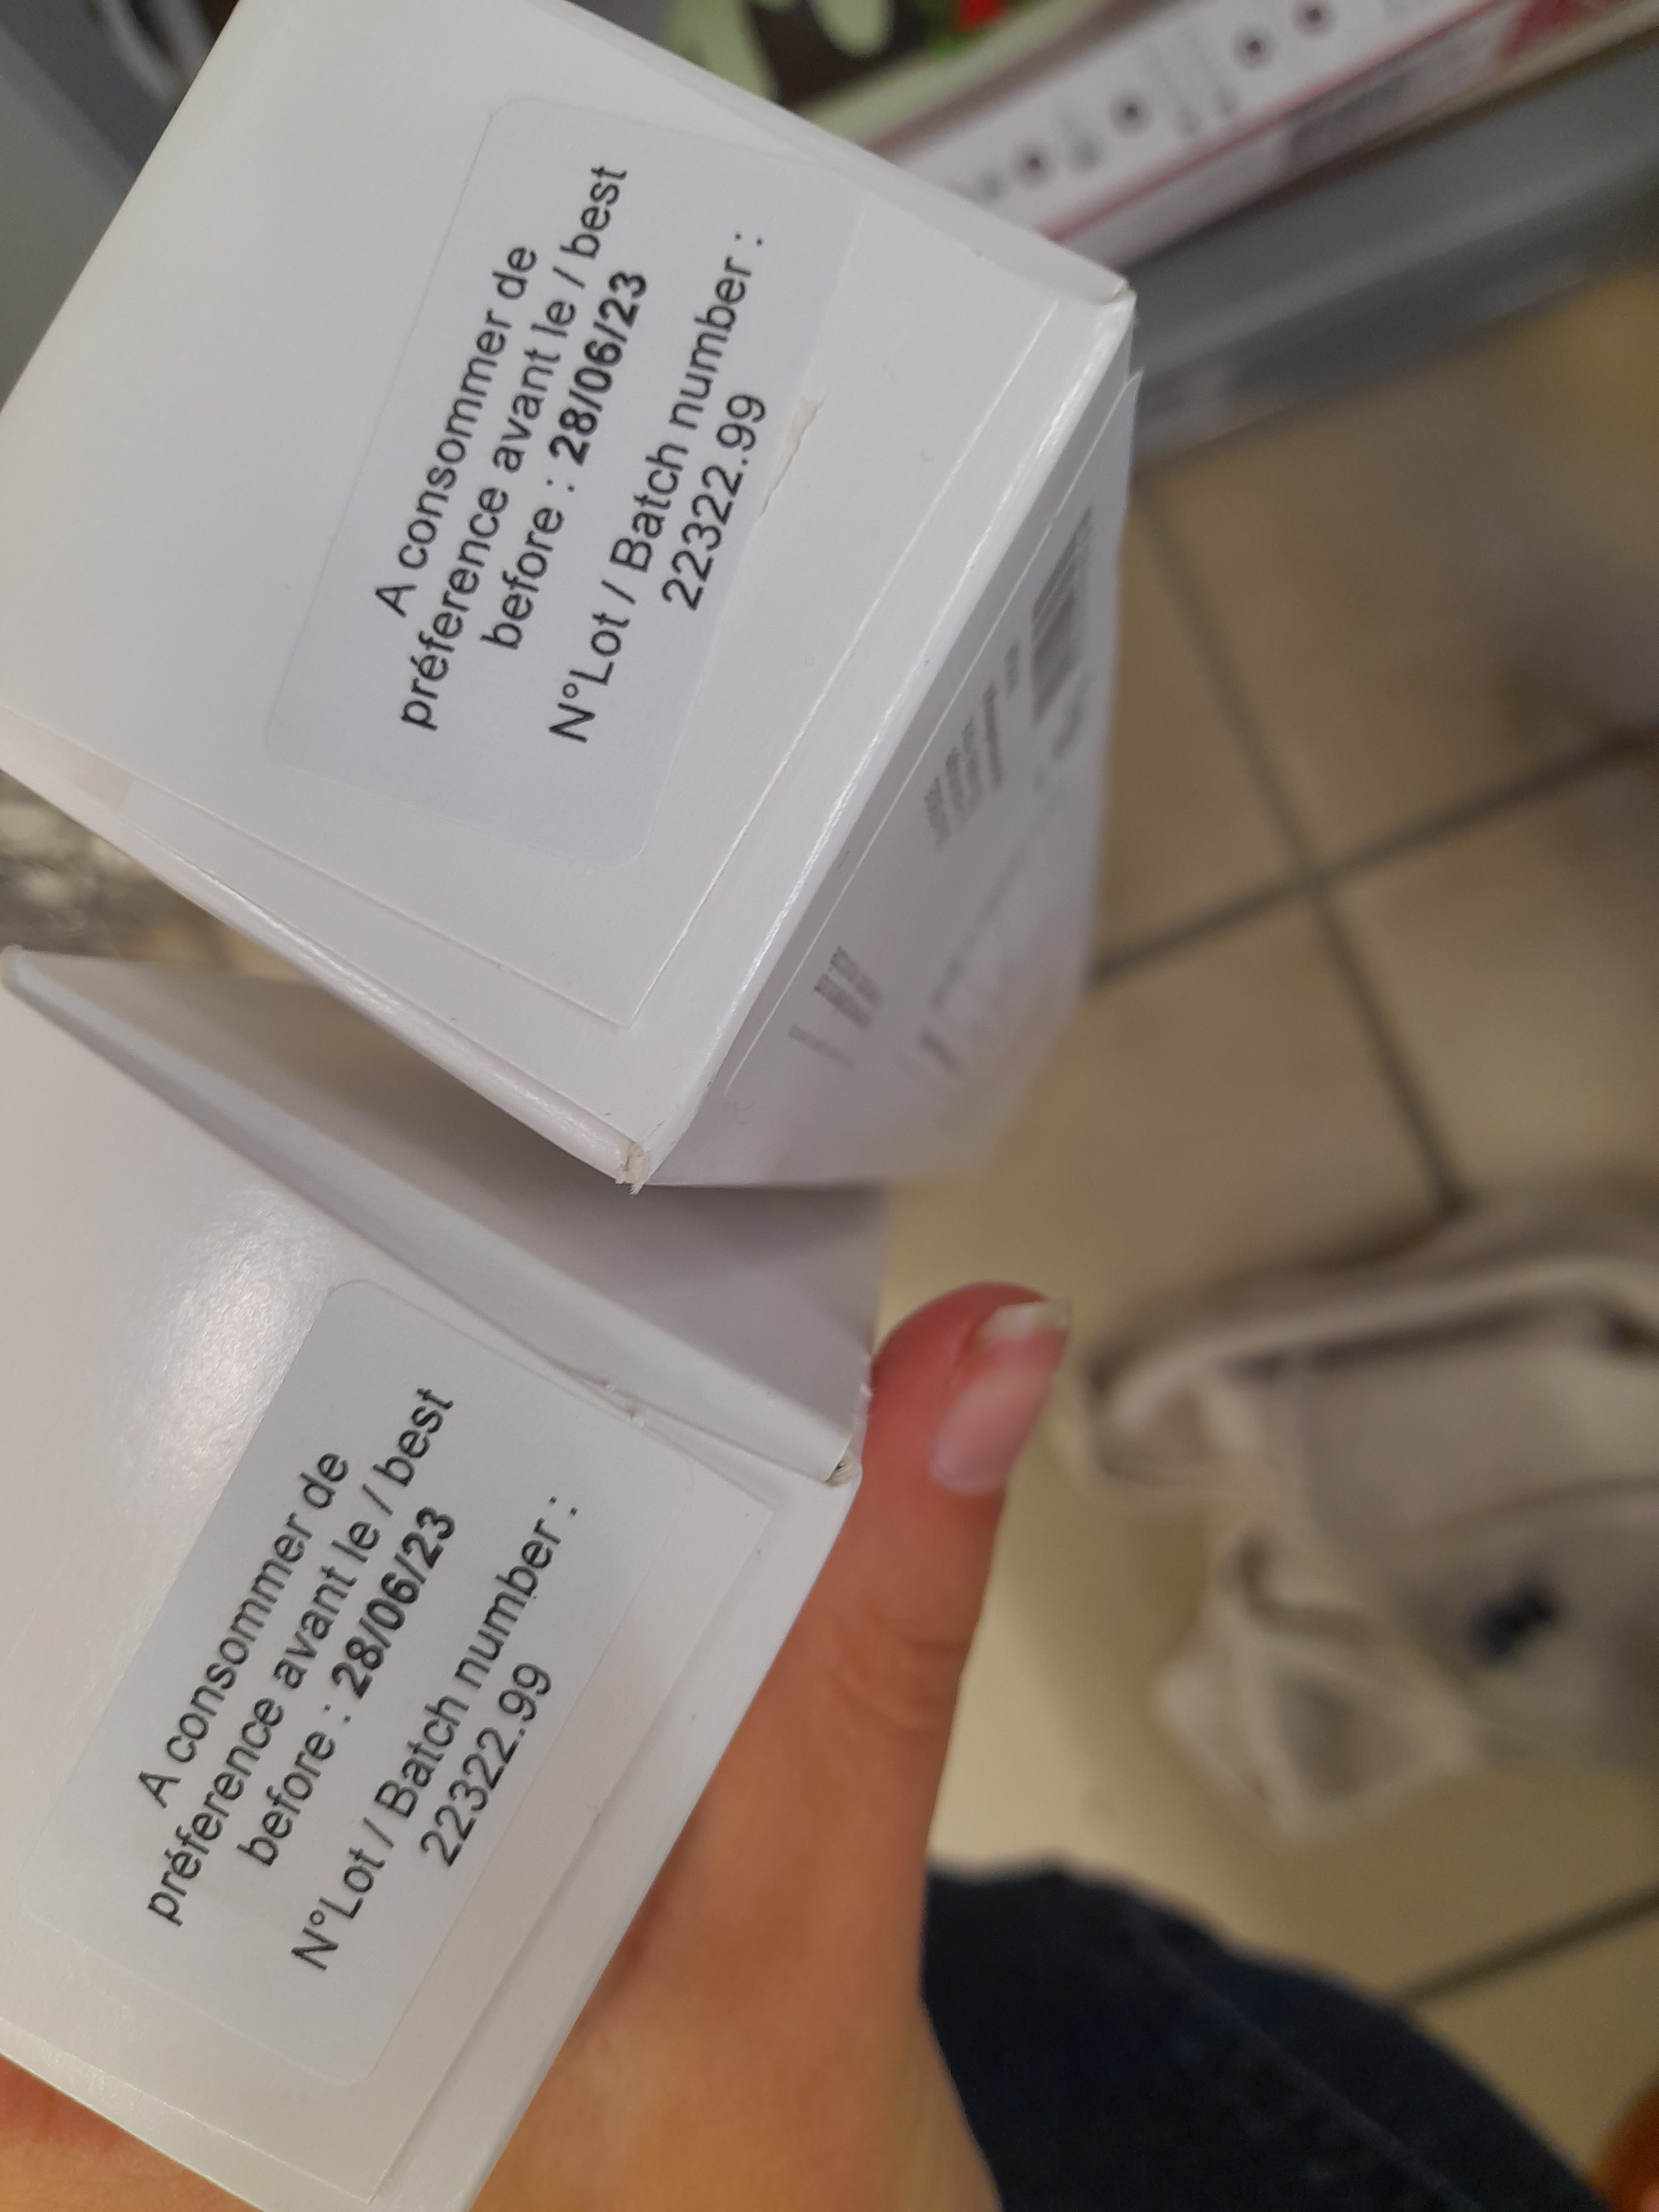 A consommer de
préference avant le / best
before : 28/06/23
N°Lot / Batch number :
22322.99
A consommer de
préference avant le / best
before : 28/06/23
N°Lot / Batch number :
22322.99